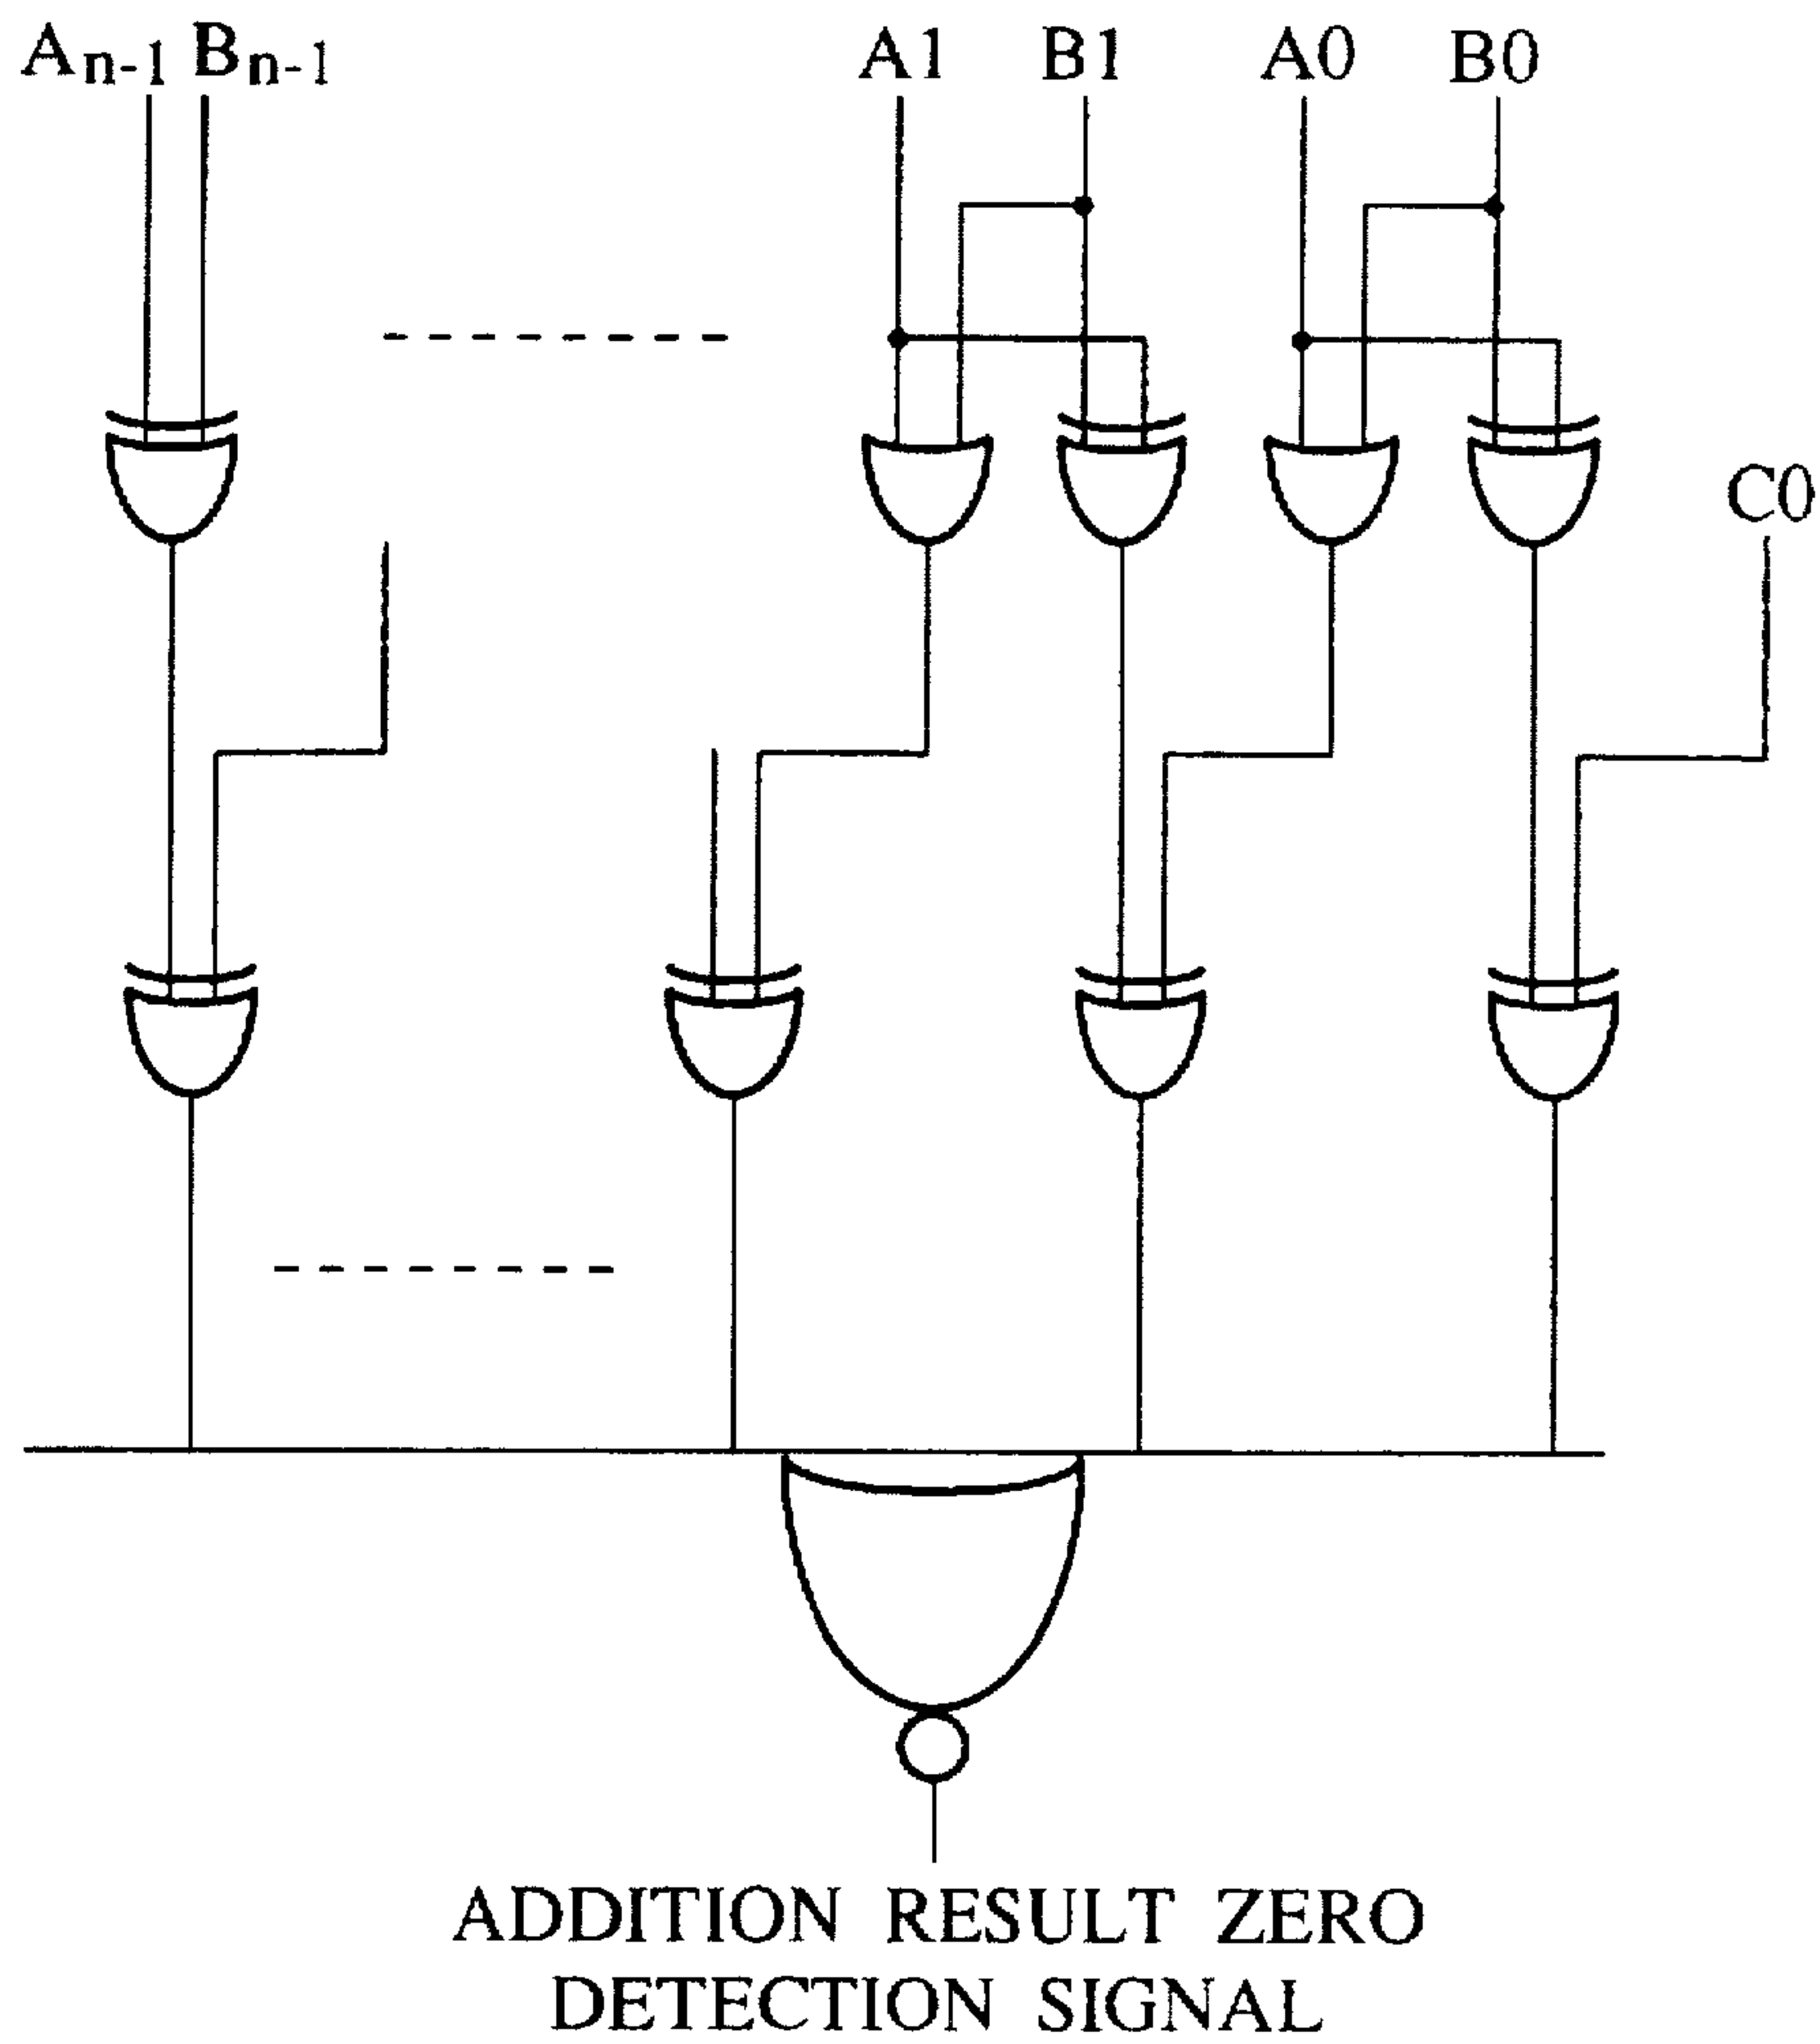 An-1 Bn-1 A1 B1 A0 B0
C0
ADDITION RESULT ZERO
DETECTION SIGNAL